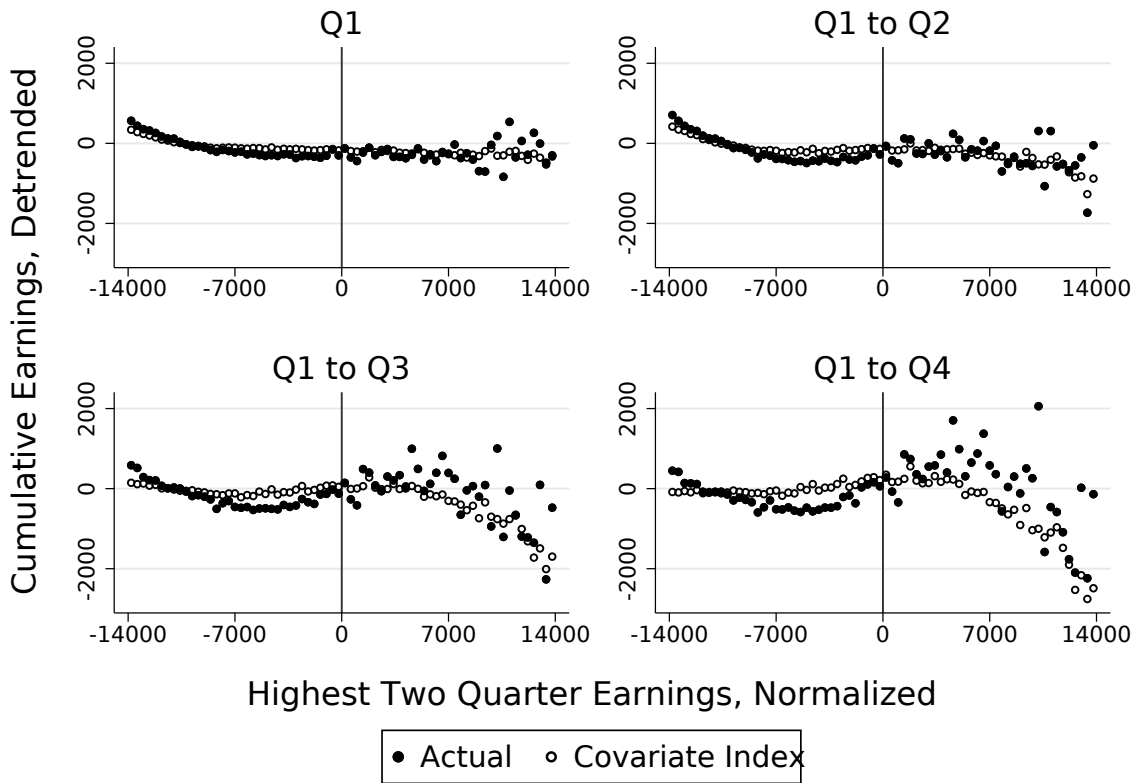 Cumulative Earnings, Detrended
Q1
2000
0
-2000
-14000 -7000 0 7000 14000
Q1 to Q2
2000
0
-2000
-14000 -7000 0 7000 14000
Q1 to Q3
2000
0
-2000
-14000 -7000 0 7000 14000
Q1 to Q4
2000
0
-2000
-14000 -7000 0 7000 14000
Highest Two Quarter Earnings, Normalized
Actual Covariate Index